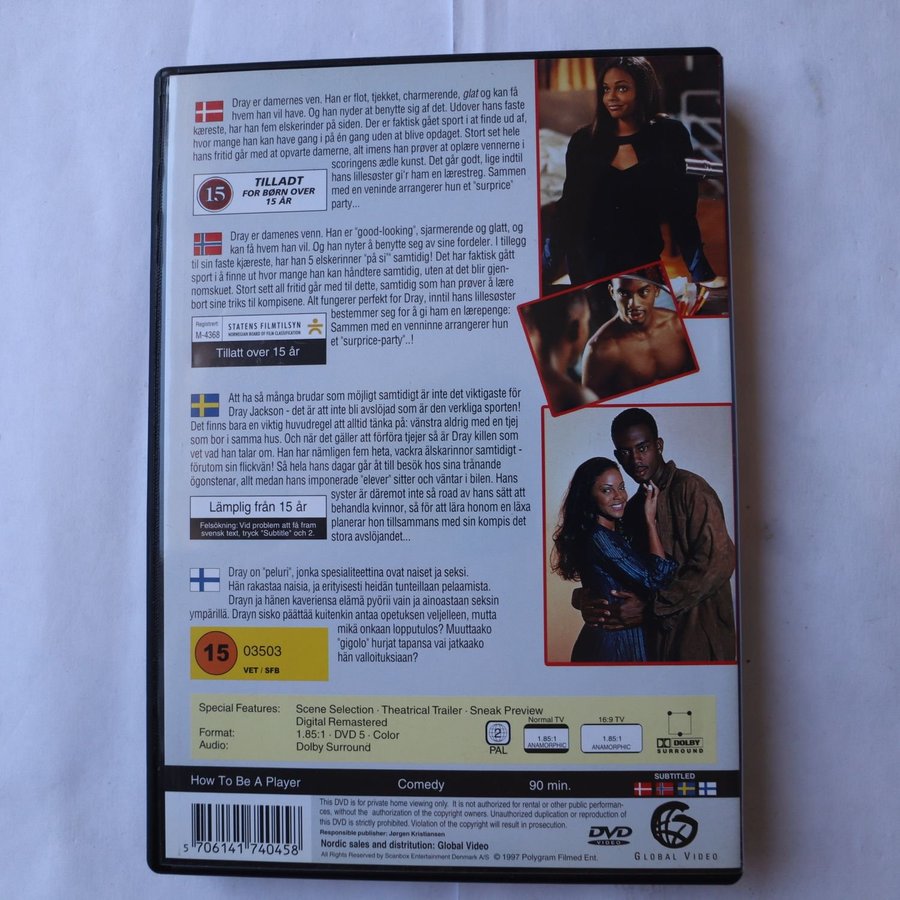 Dray er damernes ven. Han er flot, tjekket, charmerende, glat og kan få
hvem han vil have. Og han nyder at benytte sig af det. Udover hans faste
kæreste, har han fem elskerinder på siden. Der er faktisk gået sport i at finde ud af,
hvor mange han kan have gang i på én gang uden at blive opdaget. Stort set hele
hans fritid går med at opvarte damerne, alt imens han prøver at oplære vennerne i
scoringens ædle kunst. Det går godt, lige indtil
hans lillesøster gi'r ham en lærestreg. Sammen
med en veninde arrangerer hun et "surprice"
party...
15
TILLADT
FOR BØRN OVER
15 ÅR
Dray er damenes venn. Han er "good-looking", sjarmerende og glatt, og
kan få hvem han vil. Og han nyter å benytte seg av sine fordeler. I tillegg
til sin faste kjæreste, har han 5 elskerinner "på si'" samtidig! Det har faktisk gått
sport i å finne ut hvor mange han kan håndtere samtidig, uten at det blir gjen-
nomskuet. Stort sett all fritid går med til dette, samtidig som han prøver å lære
bort sine triks til kompisene. Alt fungerer perfekt for Dray, inntil hans lillesøster
bestemmer seg for å gi ham en lærepenge:
Sammen med en venninne arrangerer hun
et "surprice-party"..!
Registrert
M-4368
STATENS FILMTILSYN
NORWEGIAN BOARD OF FILM CLASSIFICATION
Tillatt over 15 år
Att ha så många brudar som möjligt samtidigt är inte det viktigaste för
Dray Jackson - det är att inte bli avslöjad som är den verkliga sporten!
Det finns bara en viktig huvudregel att alltid tänka på: vänstra aldrig med en tjej
som bor i samma hus. Och när det gäller att förföra tjejer så är Dray killen som
vet vad han talar om. Han har nämligen fem heta, vackra älskarinnor samtidigt -
förutom sin flickvän! Så hela hans dagar går åt till besök hos sina trånande
ögonstenar, allt medan hans imponerade "elever" sitter och väntar i bilen. Hans
syster är däremot inte så road av hans sätt att
behandla kvinnor, så för att lära honom en läxa
planerar hon tillsammans med sin kompis det
stora avslöjandet...
Lämplig från 15 år
Felsökning: Vid problem att få fram
svensk text, tryck "Subtitle" och 2.
Dray on "peluri", jonka spesialiteettina ovat naiset ja seksi.
Hän rakastaa naisia, ja erityisesti heidän tunteillaan pelaamista.
Drayn ja hänen kaveriensa elämä pyörii vain ja ainoastaan seksin
ympärillä. Drayn sisko päättää kuitenkin antaa opetuksen veljelleen, mutta
mikä onkaan lopputulos? Muuttaako
"gigolo" hurjat tapansa vai jatkaako
hän valloituksiaan?
15
03503
VET / SFB
Special Features: Scene Selection · Theatrical Trailer · Sneak Preview
Digital Remastered
Format: 1.85:1 · DVD 5 · Color
Audio: Dolby Surround
2
PAL
Normal TV
1.85:1
ANAMORPHIC
16:9 TV
1.85:1
ANAMORPHIC
DOLBY
SURROUND
How To Be A Player Comedy 90 min.
SUBTITLED
5 706141 740458
This DVD is for private home viewing only. It is not authorized for rental or other public performan-
ces, without the authorization of the copyright owners. Unauthorized duplication or reproduction of
this DVD is strictly prohibited. Violation of the copyright will result in prosecution.
Responsible publisher: Jørgen Kristiansen
Nordic sales and distrubution: Global Video
All Rights Reserved by Scanbox Entertainment Denmark A/S © 1997 Polygram Filmed Ent.
DVD
VIDEO
GLOBAL VIDEO